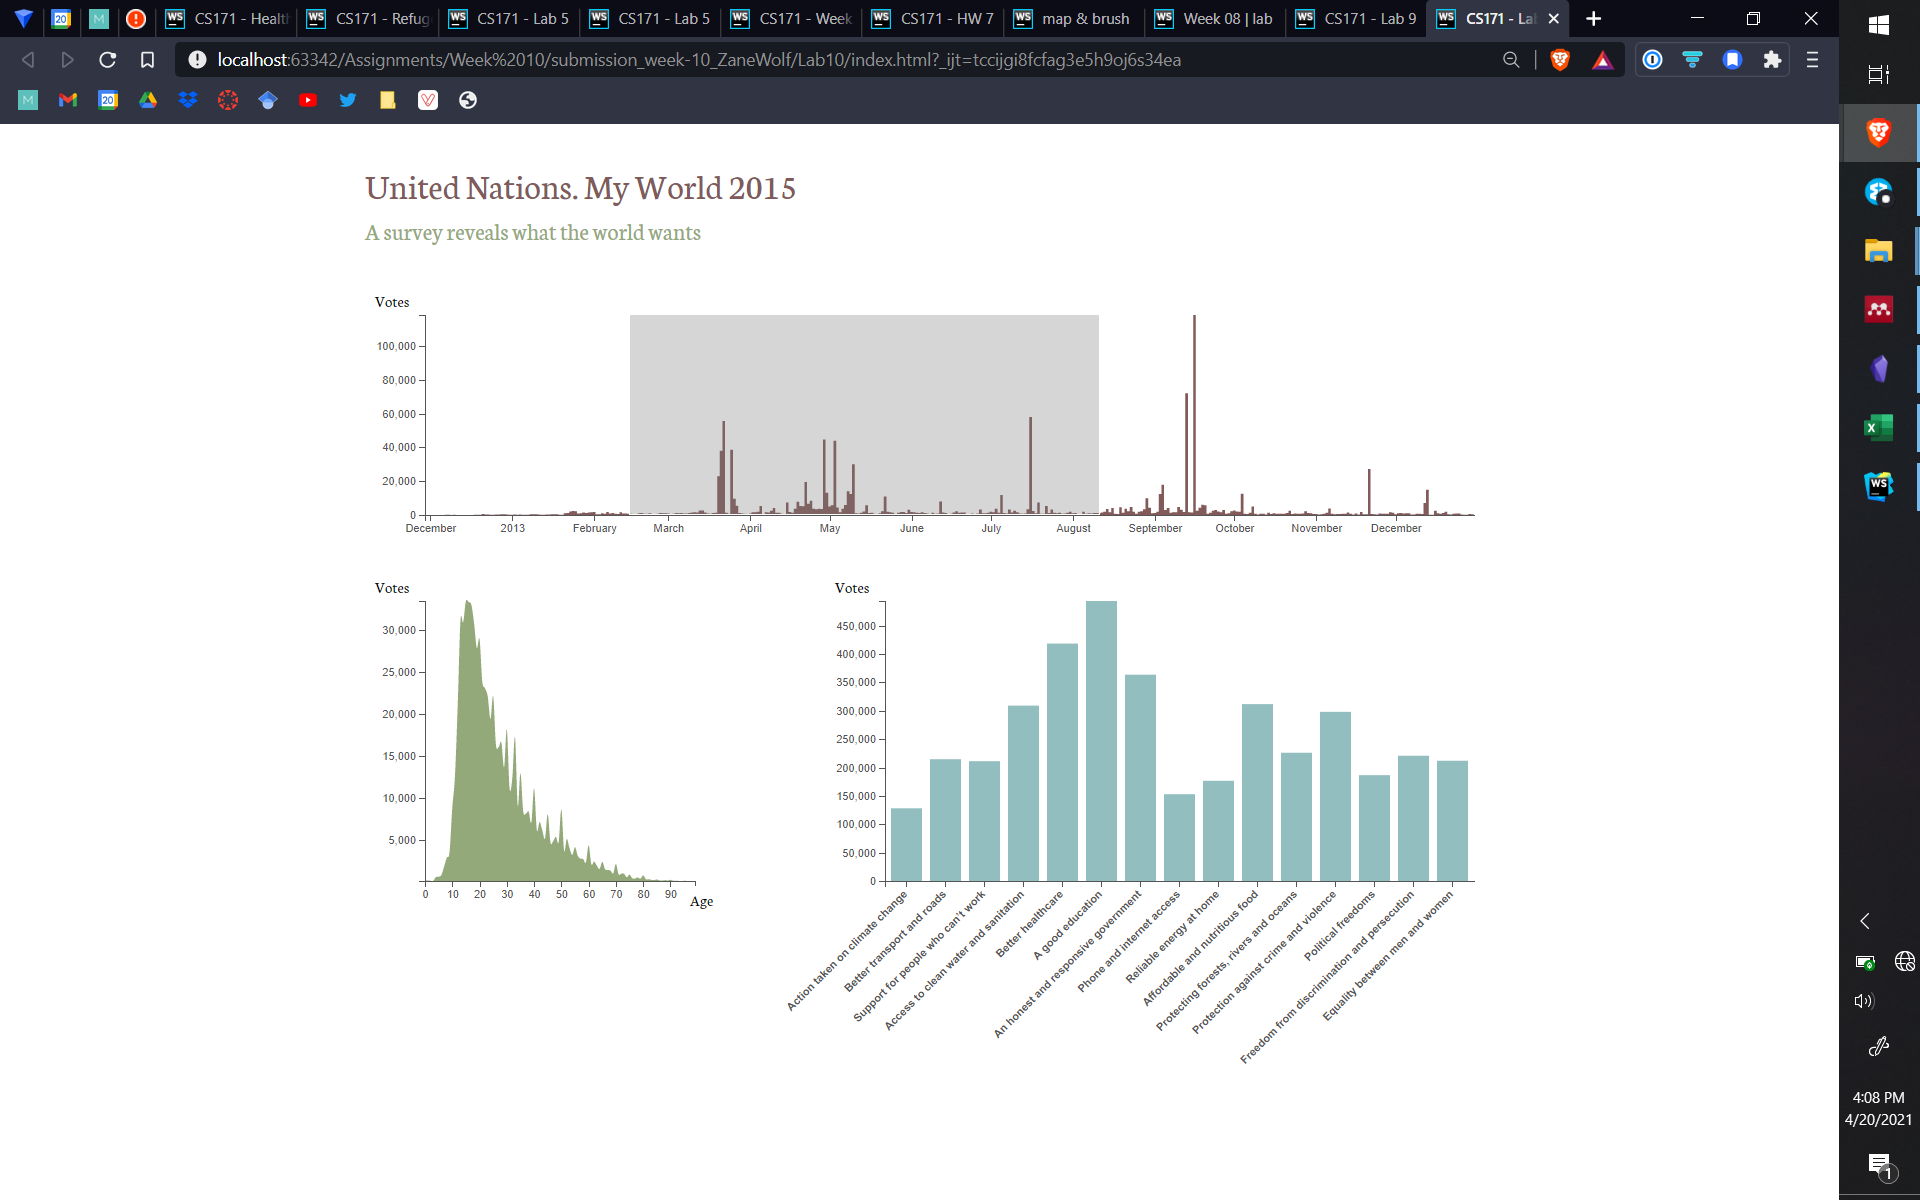 CS171 - Health
CS171 - Refug
CS171 - Lab 5
CS171 - Lab 5
CS171 - Week
CS171 - HW 7
map & brush
Week 08 | lab
CS171 - Lab 9
CS171 - La
localhost:63342/Assignments/Week%2010/submission_week-10_ZaneWolf/Lab10/index.html?_ijt=tccijgi8fcfag3e5h9oj6s34ea
United Nations. My World 2015
A survey reveals what the world wants
Votes
100,000
80,000
60,000
40,000
20,000
0
December 2013 February March April May June July August September October November December
Votes
30,000
25,000
20,000
15,000
10,000
5,000
0 10 20 30 40 50 60 70 80 90
Age
Votes
450,000
400,000
350,000
300,000
250,000
200,000
150,000
100,000
50,000
0
Action taken on climate change
Better transport and roads
Support for people who can't work
Access to clean water and sanitation
Better healthcare
A good education
An honest and responsive government
Phone and internet access
Reliable energy at home
Affordable and nutritious food
Protecting forests, rivers and oceans
Protection against crime and violence
Political freedoms
Freedom from discrimination and persecution
Equality between men and women
4:08 PM
4/20/2021
1